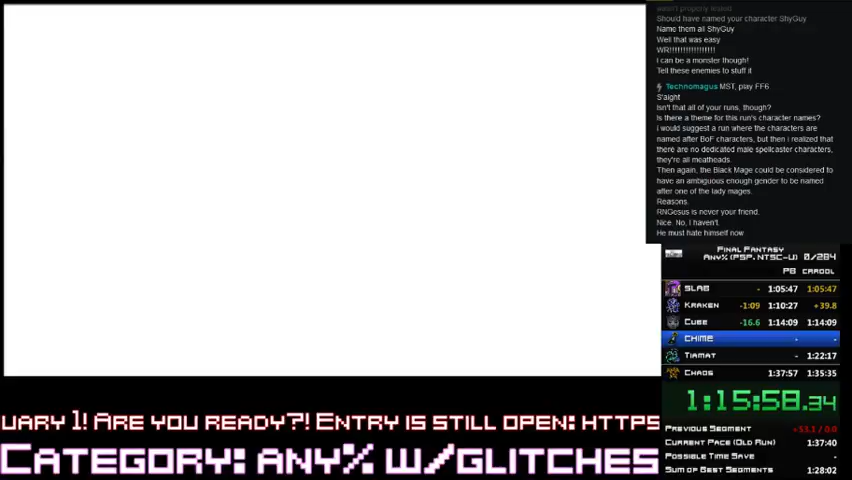 wasn't properly leashed
Should have named your character ShyGuy
Name them all ShyGuy
Well that was easy
WR!!!!!!!!!!!!!!!!!
I can be a monster though!
Tell these enemies to stuff it
Technomagus MST, play FF6
S'aight
Isn't that all of your runs, though?
Is there a theme for this run's character names?
I would suggest a run where the characters are
named after BoF characters, but then i realized that
there are no dedicated male spellcaster characters,
they're all meatheads.
Then again, the Black Mage could be considered to
have an ambiguous enough gender to be named
after one of the lady mages.
Reasons.
RNGesus is never your friend.
Nice. No, I haven't.
He must hate himself now
Final Fantasy
Any% (PSP, NTSC-U) 0/284
PB CRRDOL
SLAB - 1:05:47 1:05:47
Kraken -1:09 1:10:27 +39.8
Cube -16.6 1:14:09 1:14:09
CHIME - -
Tiamat - 1:22:17
Chaos 1:37:57 1:35:35
1:15:58.34
Previous Segment +53.1 / 0.0
Current Pace (Old Run) 1:37:40
Possible Time Save -
Sum of Best Segments 1:28:02
uary 1! Are you ready?! Entry is still open: https
Category: any% w/glitches